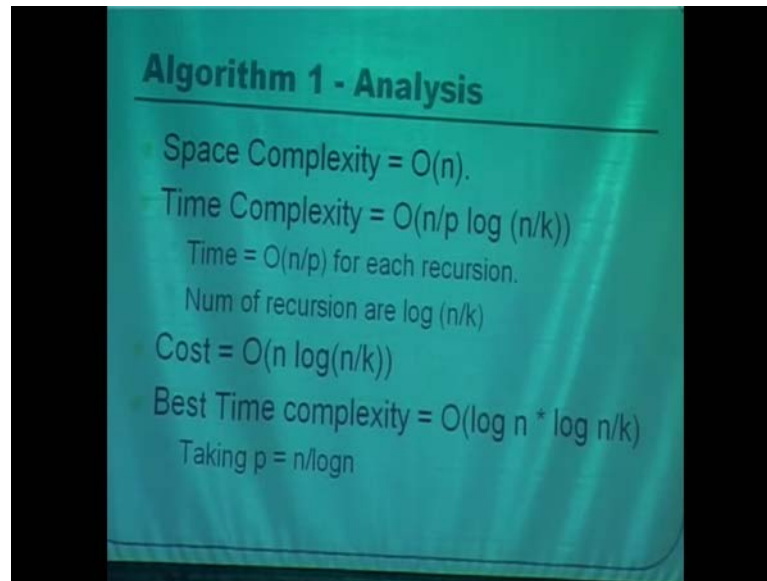 Algorithm 1 - Analysis
Space Complexity = O(n).
Time Complexity = O(n/p log (n/k))
Time = O(n/p) for each recursion.
Num of recursion are log (n/k)
Cost = O(n log(n/k))
Best Time complexity = O(log n * log n/k)
Taking p = n/logn